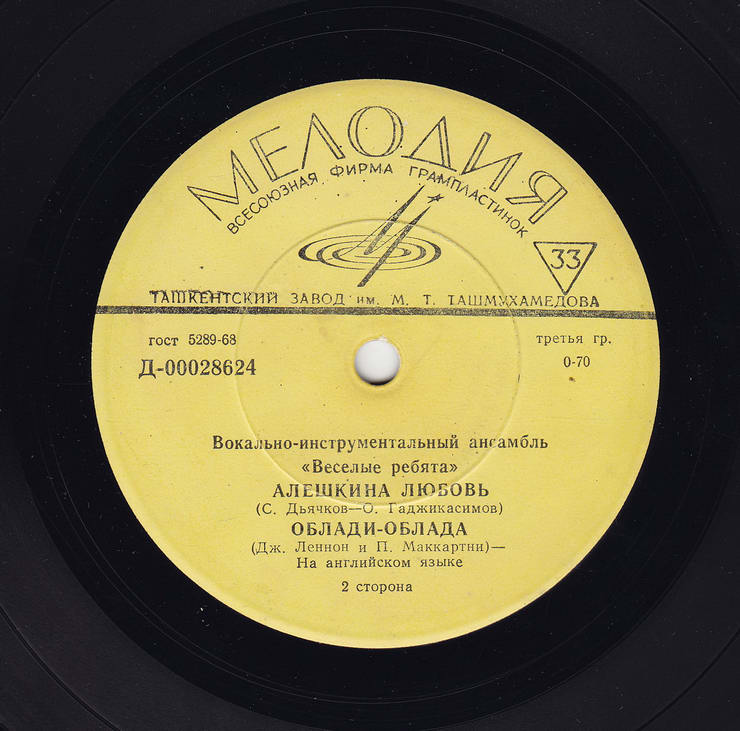 МЕЛОДИЯ
ВСЕСОЮЗНАЯ ФИРМА ГРАМПЛАСТИНОК
33
ТАШКЕНТСКИЙ ЗАВОД им. М. Т. ТАШМУХАМЕДОВА
гост 5289-68
третья гр.
Д-00028624
0-70
Вокально-инструментальный ансамбль
«Веселые ребята»
АЛЕШКИНА ЛЮБОВЬ
(С. Дьячков—О. Гаджикасимов)
ОБЛАДИ-ОБЛАДА
(Дж. Леннон и П. Маккартни)—
На английском языке
2 сторона